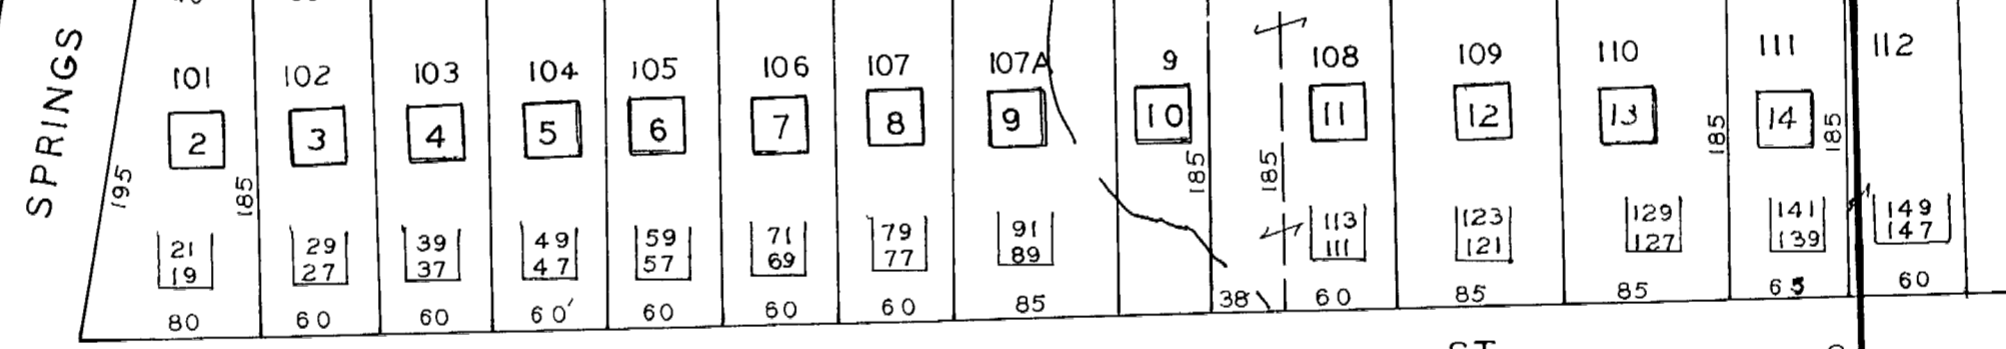 SPRINGS
101 102 103 104 105 106 107 107A 9 108 109 110 111 112
2 3 4 5 6 7 8 9 10 11 12 13 14
195 185 185 185 185 185
21 29 39 49 59 71 79 91 113 123 129 141 149
19 27 37 47 57 69 77 89 111 121 127 139 147
80 60 60 60' 60 60 60 85 38 60 85 85 60
ST